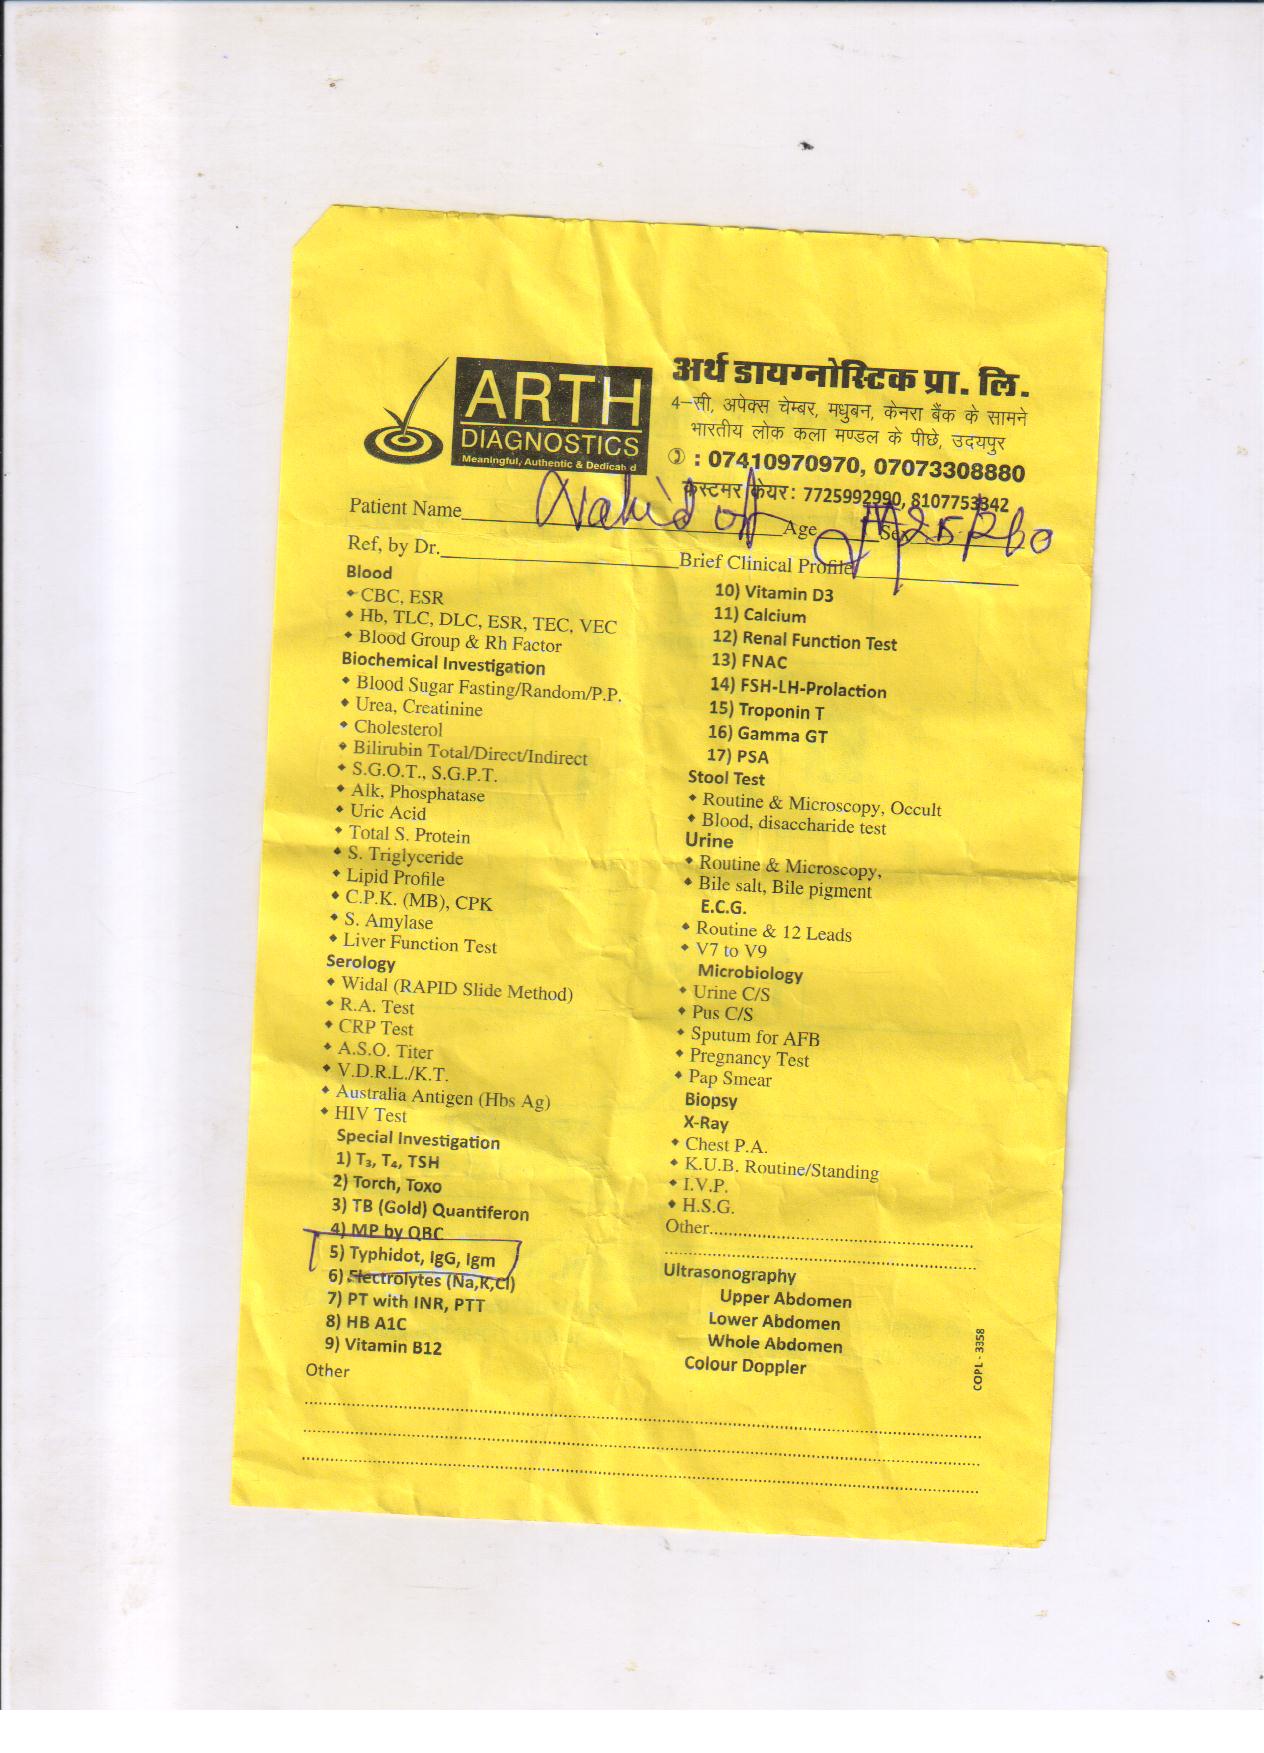 ARTH
DIAGNOSTICS
Meaningful, Authentic & Dedicated
अर्थ डायग्नोस्टिक प्रा. लि.
4-सी, अपेक्स चेम्बर, मधुबन, केनरा बैंक के सामने
भारतीय लोक कला मण्डल के पीछे, उदयपुर
: 07410970970, 07073308880
कस्टमर केयर: 7725992990, 8107753342
Patient Name Nahid Age Sex
Ref, by Dr. Brief Clinical Profile
Blood
CBC, ESR
Hb, TLC, DLC, ESR, TEC, VEC
Blood Group & Rh Factor
Biochemical Investigation
Blood Sugar Fasting/Random/P.P.
Urea, Creatinine
Cholesterol
Bilirubin Total/Direct/Indirect
S.G.O.T., S.G.P.T.
Alk, Phosphatase
Uric Acid
Total S. Protein
S. Triglyceride
Lipid Profile
C.P.K. (MB), CPK
S. Amylase
Liver Function Test
Serology
Widal (RAPID Slide Method)
R.A. Test
CRP Test
A.S.O. Titer
V.D.R.L./K.T.
Australia Antigen (Hbs Ag)
HIV Test
Special Investigation
1) T₃, T₄, TSH
2) Torch, Toxo
3) TB (Gold) Quantiferon
4) MP by QBC
5) Typhidot, IgG, Igm
6) Electrolytes (Na,K,Cl)
7) PT with INR, PTT
8) HB A1C
9) Vitamin B12
Other
10) Vitamin D3
11) Calcium
12) Renal Function Test
13) FNAC
14) FSH-LH-Prolaction
15) Troponin T
16) Gamma GT
17) PSA
Stool Test
Routine & Microscopy, Occult
Blood, disaccharide test
Urine
Routine & Microscopy,
Bile salt, Bile pigment
E.C.G.
Routine & 12 Leads
V7 to V9
Microbiology
Urine C/S
Pus C/S
Sputum for AFB
Pregnancy Test
Pap Smear
Biopsy
X-Ray
Chest P.A.
K.U.B. Routine/Standing
I.V.P.
H.S.G.
Other
Ultrasonography
Upper Abdomen
Lower Abdomen
Whole Abdomen
Colour Doppler
COPL - 3358